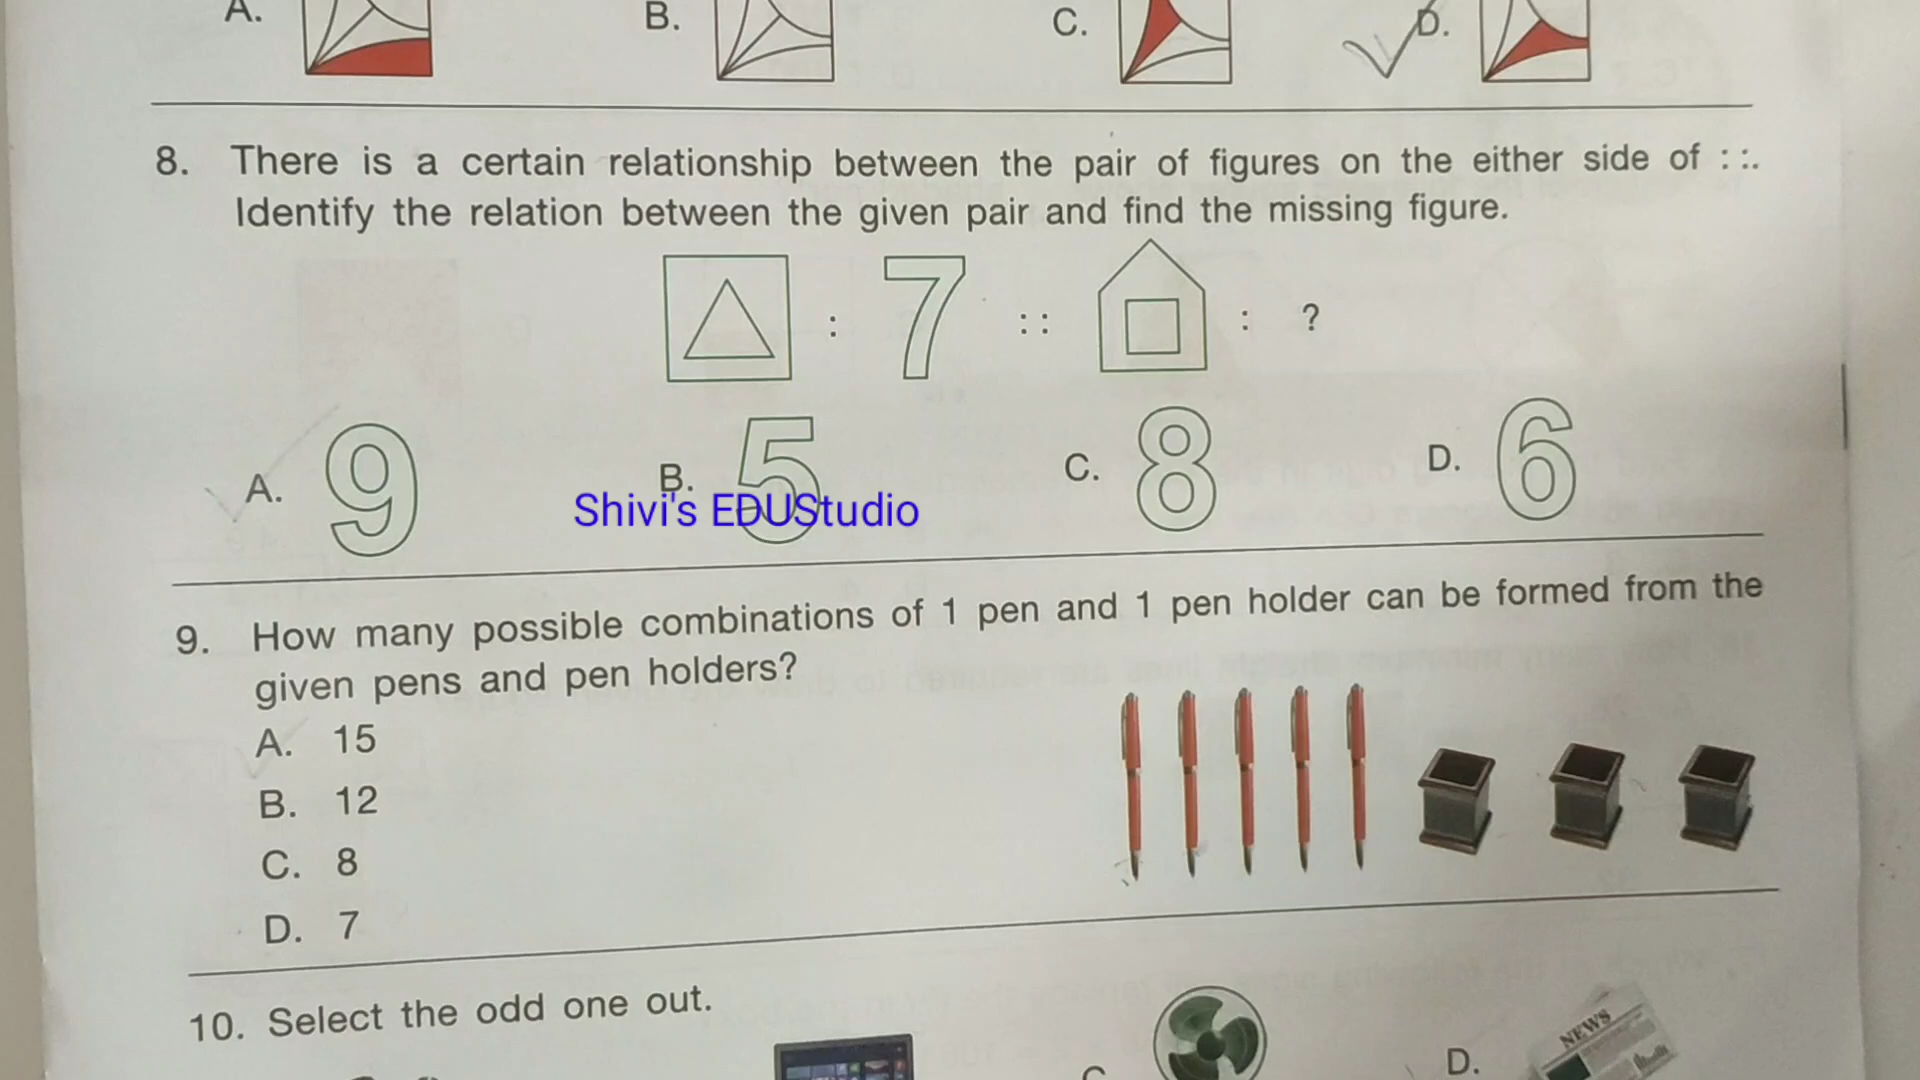 A.
B.
C.
D.
8. There is a certain relationship between the pair of figures on the either side of : :.
Identify the relation between the given pair and find the missing figure.
: 7 :: : ?
A. 9
B. 5
C. 8
D. 6
Shivi's EDUStudio
9. How many possible combinations of 1 pen and 1 pen holder can be formed from the
given pens and pen holders?
A. 15
B. 12
C. 8
D. 7
10. Select the odd one out.
D.
NEWS